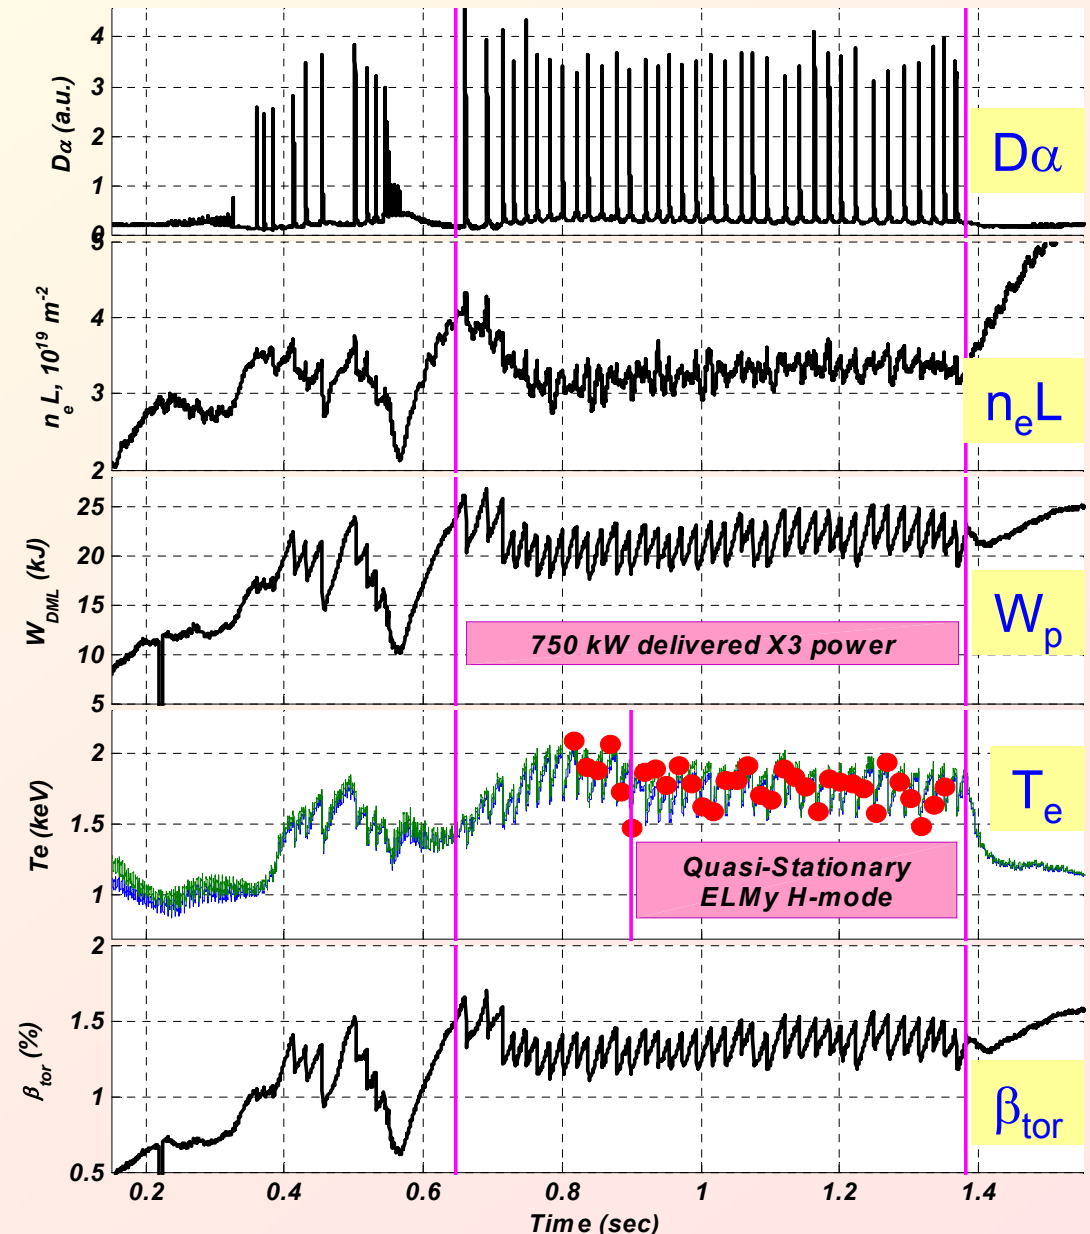 4
3
2
1
0
Dα (a.u.)
Dα
5
4
3
2
nₑL, 10¹⁹ m⁻²
nₑL
25
20
15
10
5
W_DML (kJ)
750 kW delivered X3 power
Wₚ
2
1.5
1
Te (keV)
Quasi-Stationary
ELMy H-mode
Tₑ
2
1.5
1
0.5
β_tor (%)
β_tor
0.2 0.4 0.6 0.8 1 1.2 1.4
Time (sec)